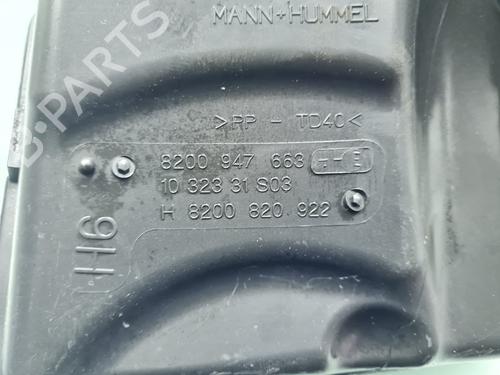 MANN+HUMMEL
>PP - TD40<
8200 947 663
10 323 31 S03
H 8200 820 922
H6
B-PARTS